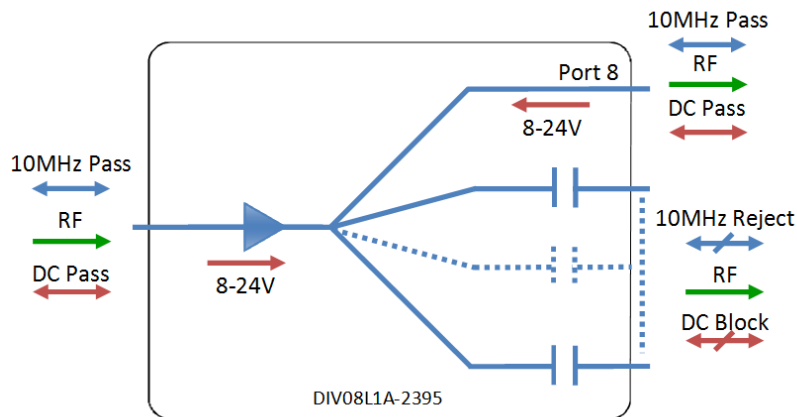 10MHz Pass
RF
DC Pass
Port 8
8-24V
10MHz Pass
RF
DC Pass
8-24V
10MHz Reject
RF
DC Block
DIV08L1A-2395